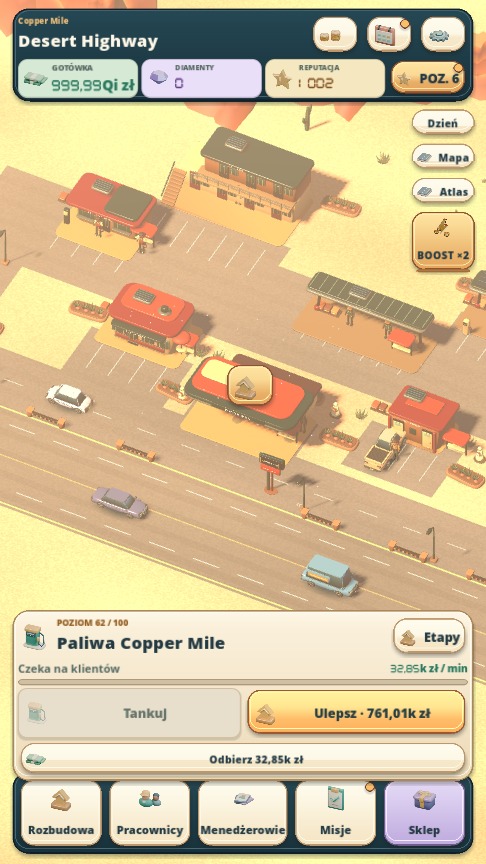 Copper Mile
Desert Highway
GOTÓWKA
999,99Qi zł
DIAMENTY
0
REPUTACJA
1 002
POZ. 6
Dzień
Mapa
Atlas
BOOST ×2
POZIOM 62 / 100
Paliwa Copper Mile
Etapy
Czeka na klientów
32,85k zł / min
Tankuj
Ulepsz · 761,01k zł
Odbierz 32,85k zł
Rozbudowa
Pracownicy
Menedżerowie
Misje
Sklep